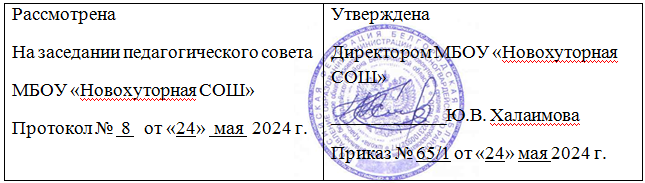 Рассмотрена
На заседании педагогического совета
МБОУ «Новохуторная СОШ»
Протокол № 8 от «24» мая 2024 г.
Утверждена
Директором МБОУ «Новохуторная
СОШ»
____________Ю.В. Халаимова
Приказ № 65/1 от «24» мая 2024 г.